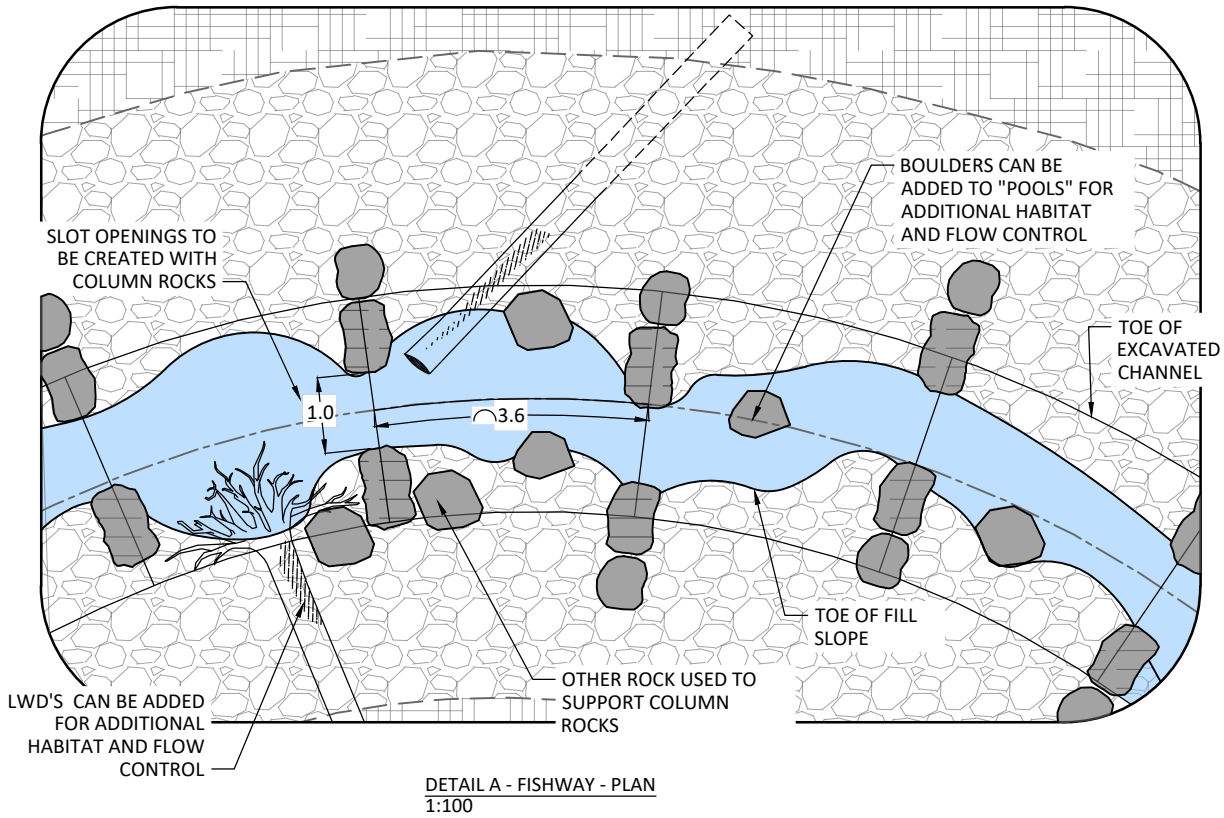 BOULDERS CAN BE
ADDED TO "POOLS" FOR
ADDITIONAL HABITAT
AND FLOW CONTROL
SLOT OPENINGS TO
BE CREATED WITH
COLUMN ROCKS
TOE OF
EXCAVATED
CHANNEL
1.0
3.6
TOE OF FILL
SLOPE
OTHER ROCK USED TO
SUPPORT COLUMN
ROCKS
LWD'S CAN BE ADDED
FOR ADDITIONAL
HABITAT AND FLOW
CONTROL
DETAIL A - FISHWAY - PLAN
1:100